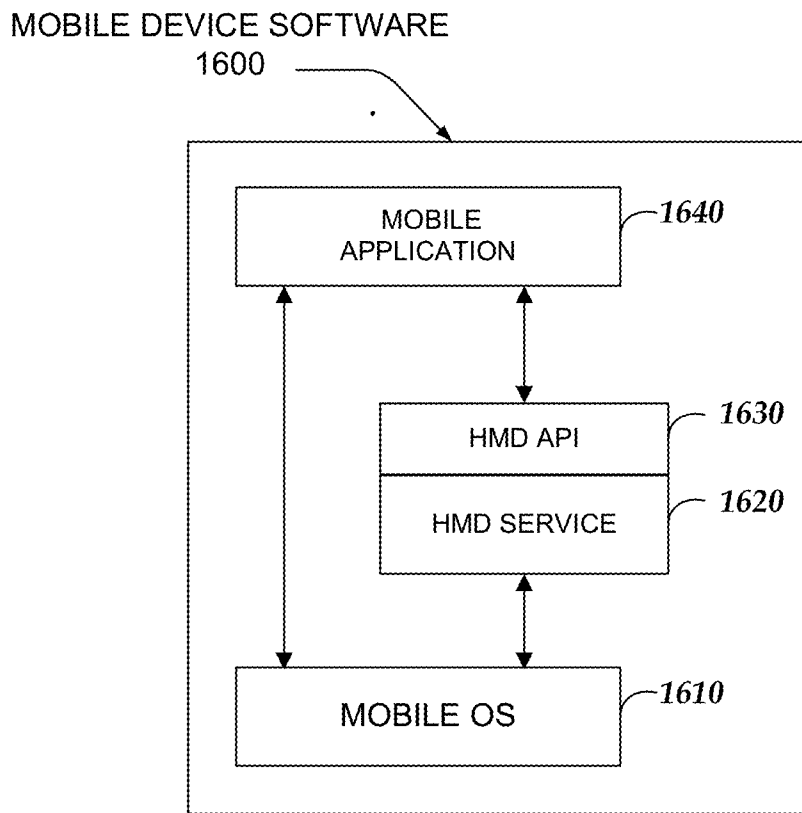 MOBILE DEVICE SOFTWARE
1600
MOBILE
APPLICATION
1640
HMD API
1630
HMD SERVICE
1620
MOBILE OS
1610